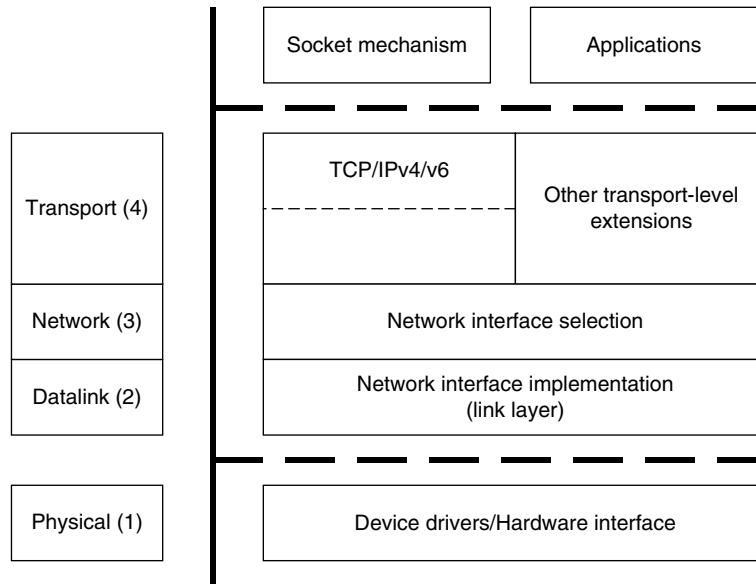 Socket mechanism
Applications
Transport (4)
TCP/IPv4/v6
Other transport-level
extensions
Network (3)
Network interface selection
Datalink (2)
Network interface implementation
(link layer)
Physical (1)
Device drivers/Hardware interface